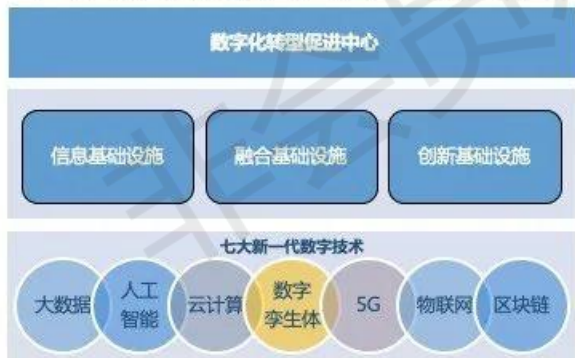 数字化转型促进中心
信息基础设施 融合基础设施 创新基础设施
七大新一代数字技术
大数据 人工智能 云计算 数字孪生体 5G 物联网 区块链
非会员